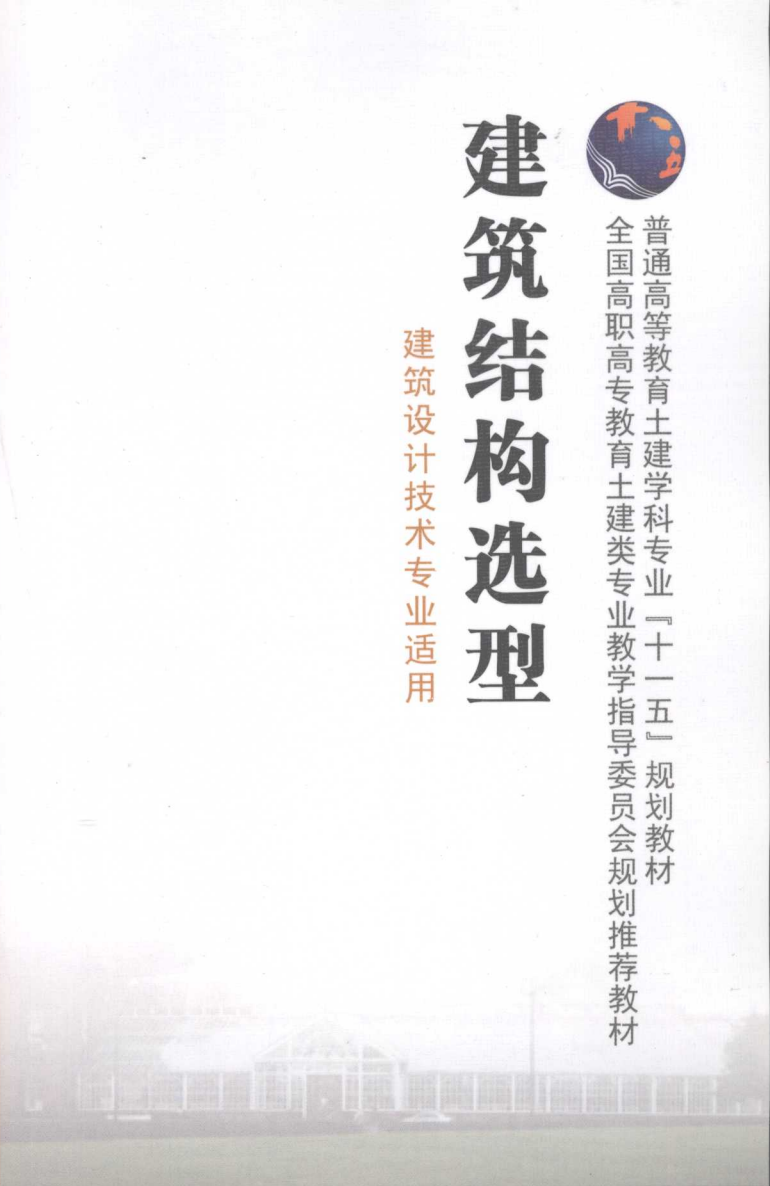 十一五
普通高等教育土建学科专业『十一五』规划教材
全国高职高专教育土建类专业教学指导委员会规划推荐教材
建筑结构选型
建筑设计技术专业适用